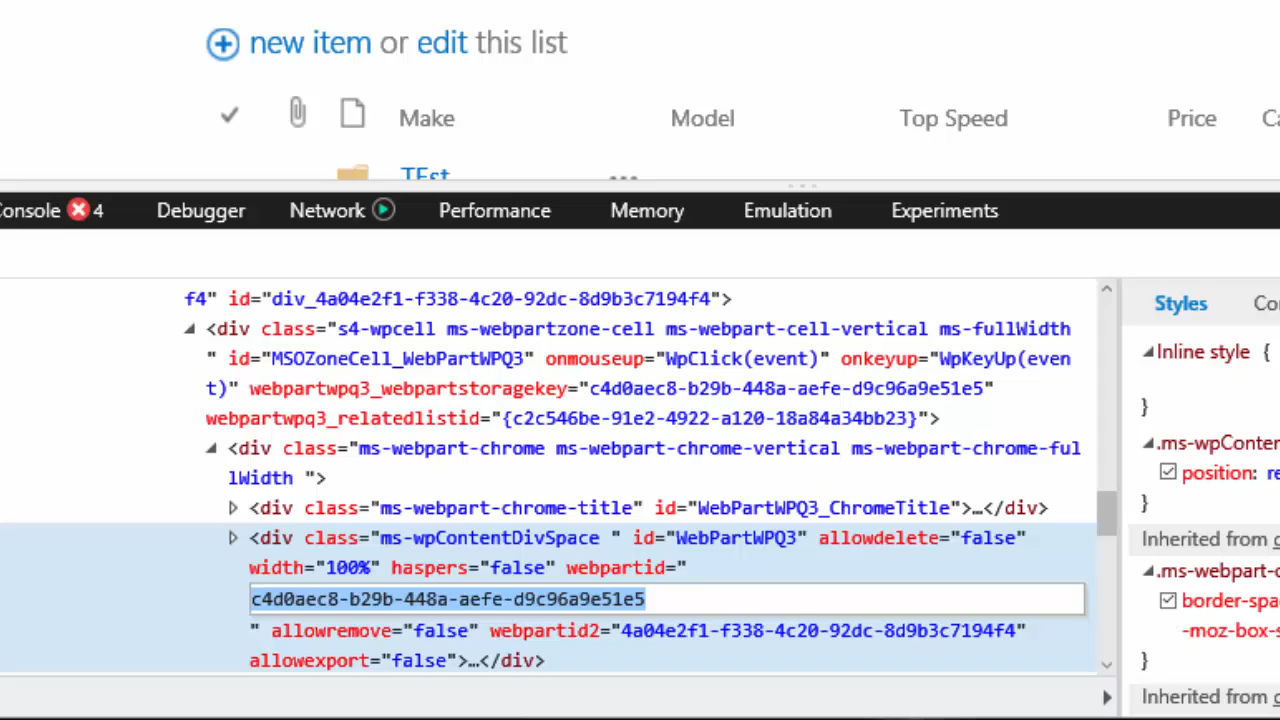 new item or edit this list
Make Model Top Speed Price Ca
TEst ...
Console 4 Debugger Network Performance Memory Emulation Experiments
f4" id="div_4a04e2f1-f338-4c20-92dc-8d9b3c7194f4">
<div class="s4-wpcell ms-webpartzone-cell ms-webpart-cell-vertical ms-fullWidth
" id="MSOZoneCell_WebPartWPQ3" onmouseup="WpClick(event)" onkeyup="WpKeyUp(even
t)" webpartwpq3_webpartstoragekey="c4d0aec8-b29b-448a-aefe-d9c96a9e51e5"
webpartwpq3_relatedlistid="{c2c546be-91e2-4922-a120-18a84a34bb23}">
<div class="ms-webpart-chrome ms-webpart-chrome-vertical ms-webpart-chrome-ful
lWidth ">
<div class="ms-webpart-chrome-title" id="WebPartWPQ3_ChromeTitle">…</div>
<div class="ms-wpContentDivSpace " id="WebPartWPQ3" allowdelete="false"
width="100%" haspers="false" webpartid="
c4d0aec8-b29b-448a-aefe-d9c96a9e51e5
" allowremove="false" webpartid2="4a04e2f1-f338-4c20-92dc-8d9b3c7194f4"
allowexport="false">…</div>
Styles Co
Inline style {
}
.ms-wpConten
position: re
}
Inherited from g
.ms-webpart-c
border-spa
-moz-box-s
}
Inherited from g